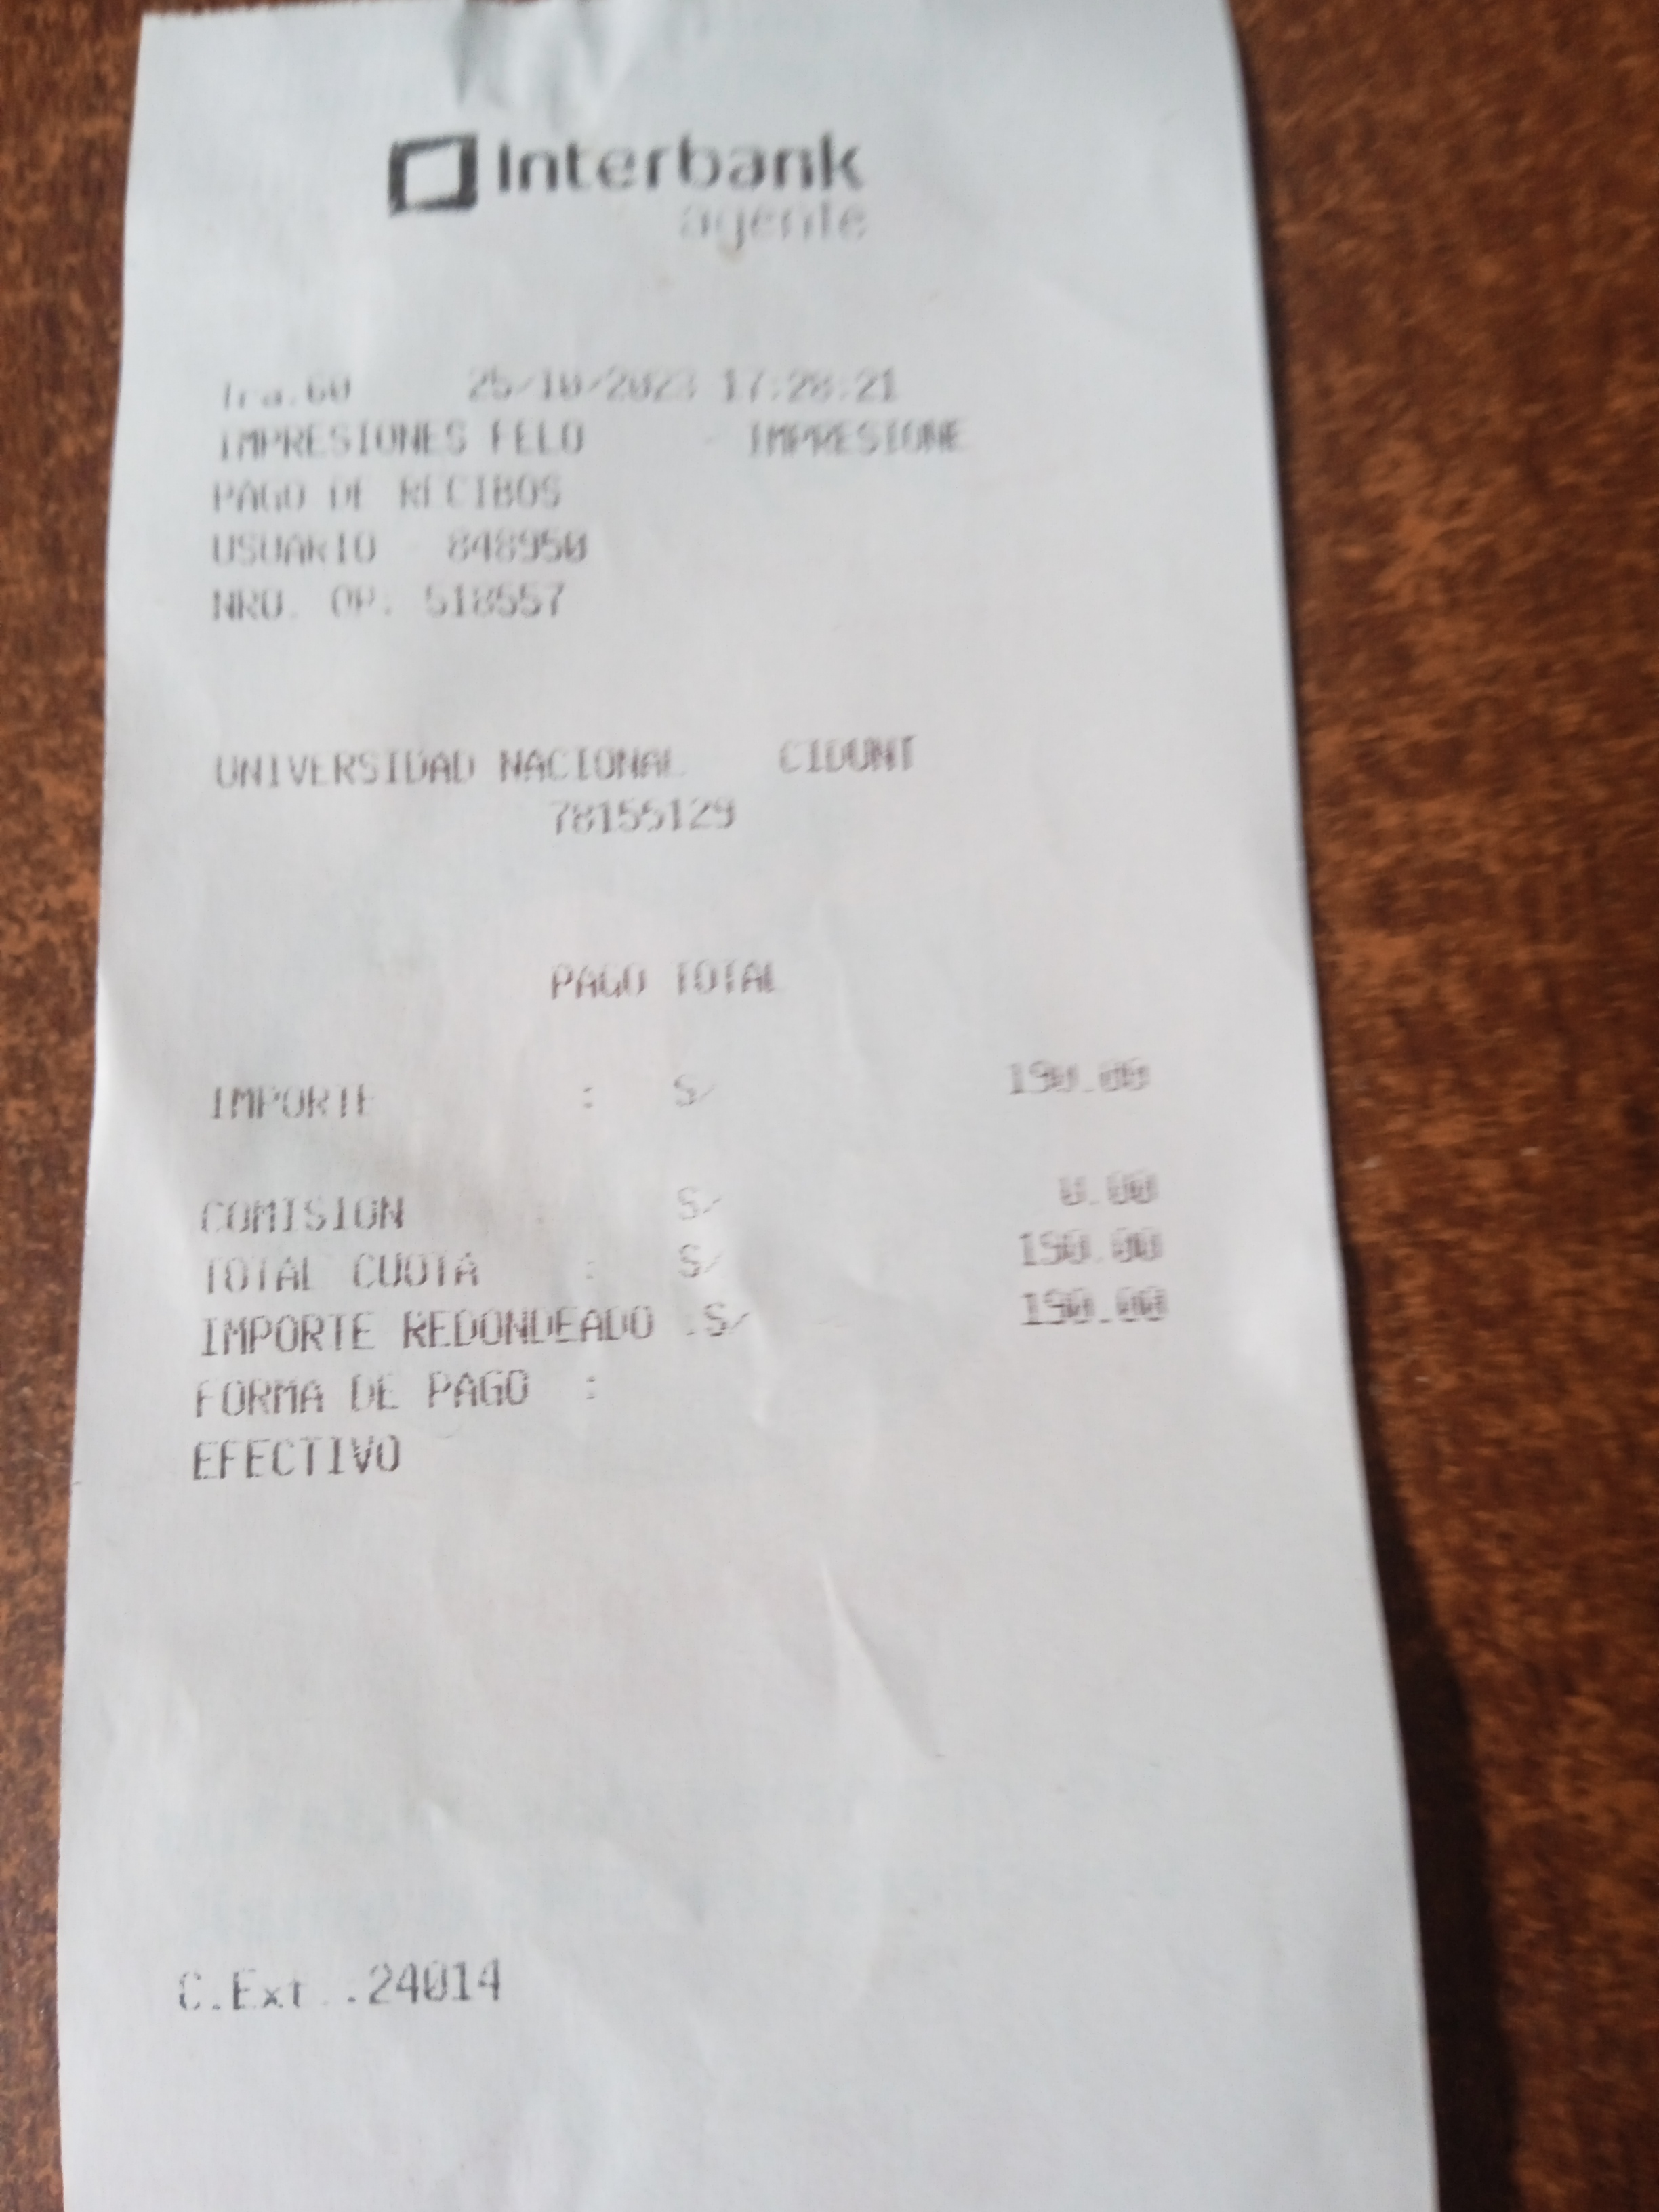 Interbank
agente
Tra.60 25/10/2023 17:28:21
IMPRESIONES FELO - IMPRESIONE
PAGO DE RECIBOS
USUARIO 848950
NRO. OP. 518557
UNIVERSIDAD NACIONAL CIDUNT
78155129
PAGO TOTAL
IMPORTE : S/ 190.00
COMISION S/ 0.00
TOTAL CUOTA : S/ 190.00
IMPORTE REDONDEADO :S/ 190.00
FORMA DE PAGO :
EFECTIVO
C.Ext.:24014